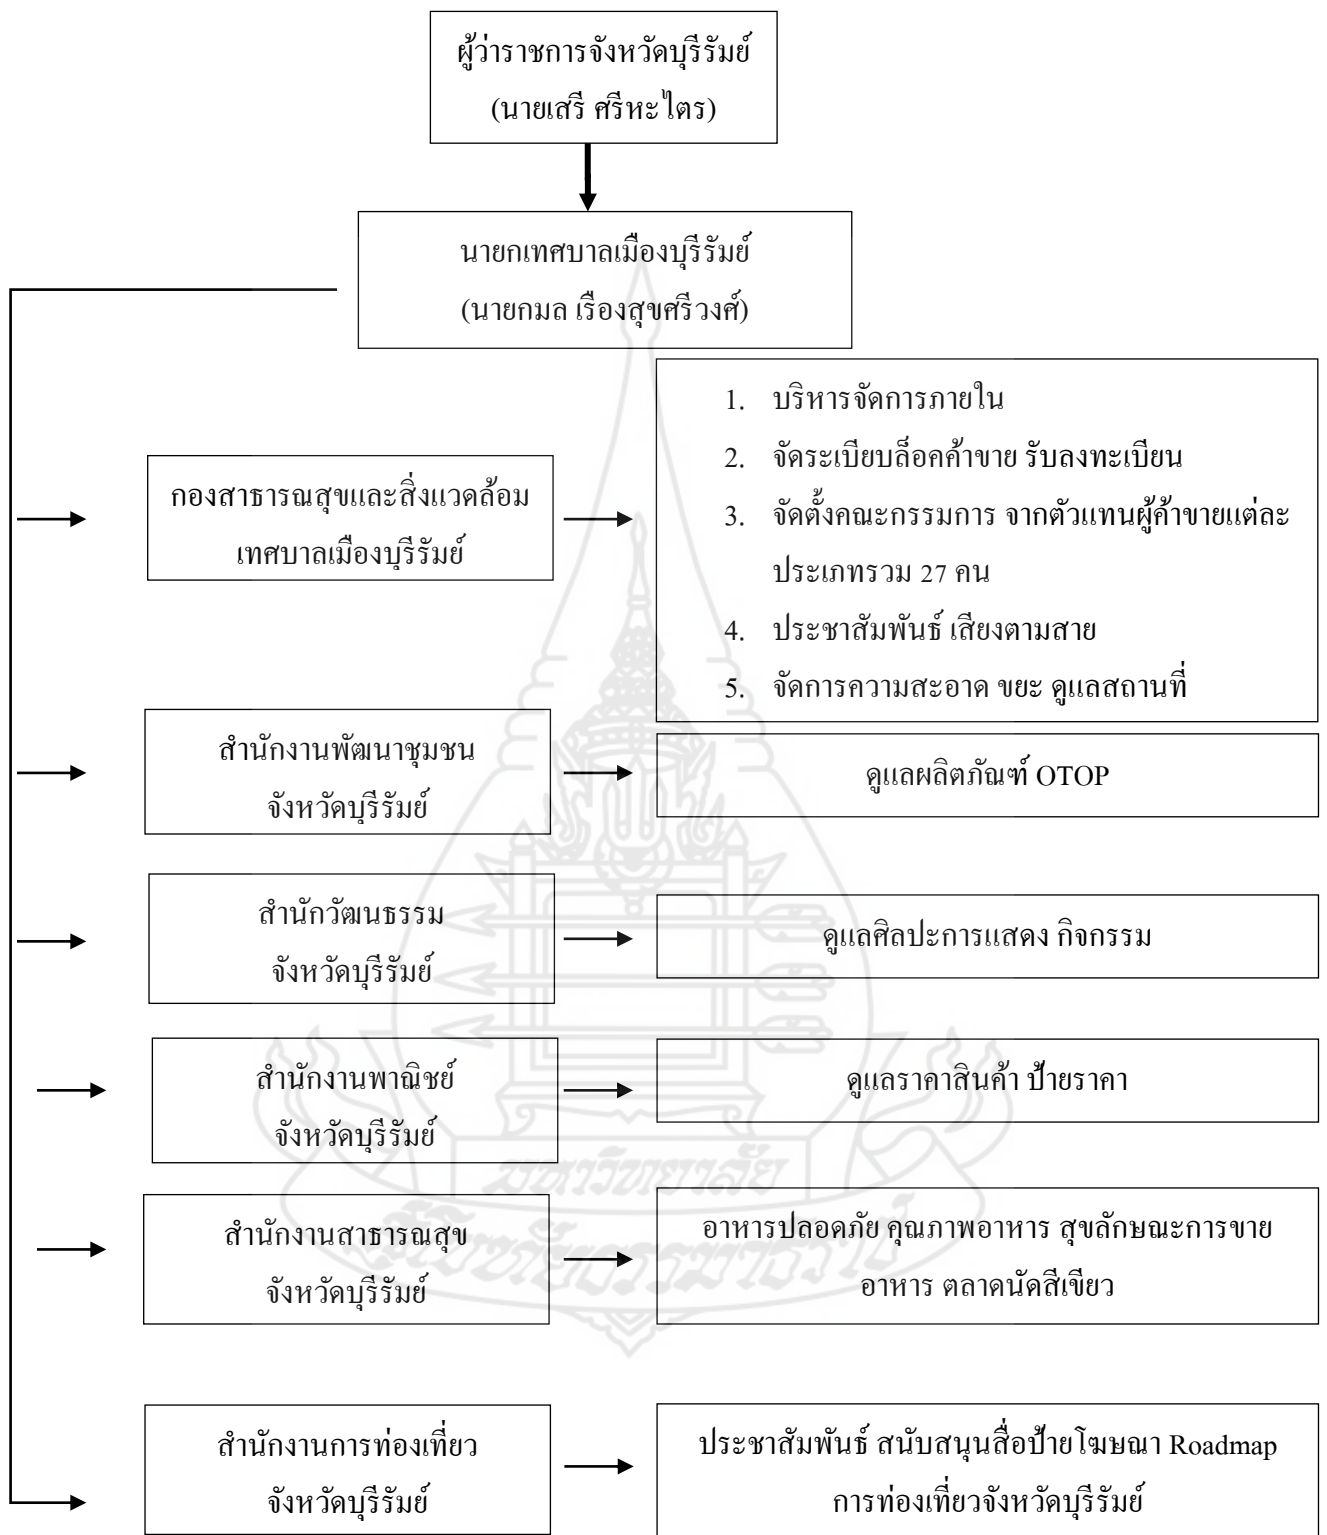 ผู้ว่าราชการจังหวัดบุรีรัมย์
(นายเสรี ศรีหะไตร)
นายกเทศบาลเมืองบุรีรัมย์
(นายกมล เรืองสุขศรีวงศ์)
กองสาธารณสุขและสิ่งแวดล้อม
เทศบาลเมืองบุรีรัมย์
1. บริหารจัดการภายใน
2. จัดระเบียบล็อคค้าขาย รับลงทะเบียน
3. จัดตั้งคณะกรรมการ จากตัวแทนผู้ค้าขายแต่ละ
ประเภทรวม 27 คน
4. ประชาสัมพันธ์ เสียงตามสาย
5. จัดการความสะอาด ขยะ ดูแลสถานที่
สำนักงานพัฒนาชุมชน
จังหวัดบุรีรัมย์
ดูแลผลิตภัณฑ์ OTOP
สำนักวัฒนธรรม
จังหวัดบุรีรัมย์
ดูแลศิลปะการแสดง กิจกรรม
สำนักงานพาณิชย์
จังหวัดบุรีรัมย์
ดูแลราคาสินค้า ป้ายราคา
มหาวิทยาลัย
สุโขทัยธรรมาธิราช
สำนักงานสาธารณสุข
จังหวัดบุรีรัมย์
อาหารปลอดภัย คุณภาพอาหาร สุขลักษณะการขาย
อาหาร ตลาดนัดสีเขียว
สำนักงานการท่องเที่ยว
จังหวัดบุรีรัมย์
ประชาสัมพันธ์ สนับสนุนสื่อป้ายโฆษณา Roadmap
การท่องเที่ยวจังหวัดบุรีรัมย์